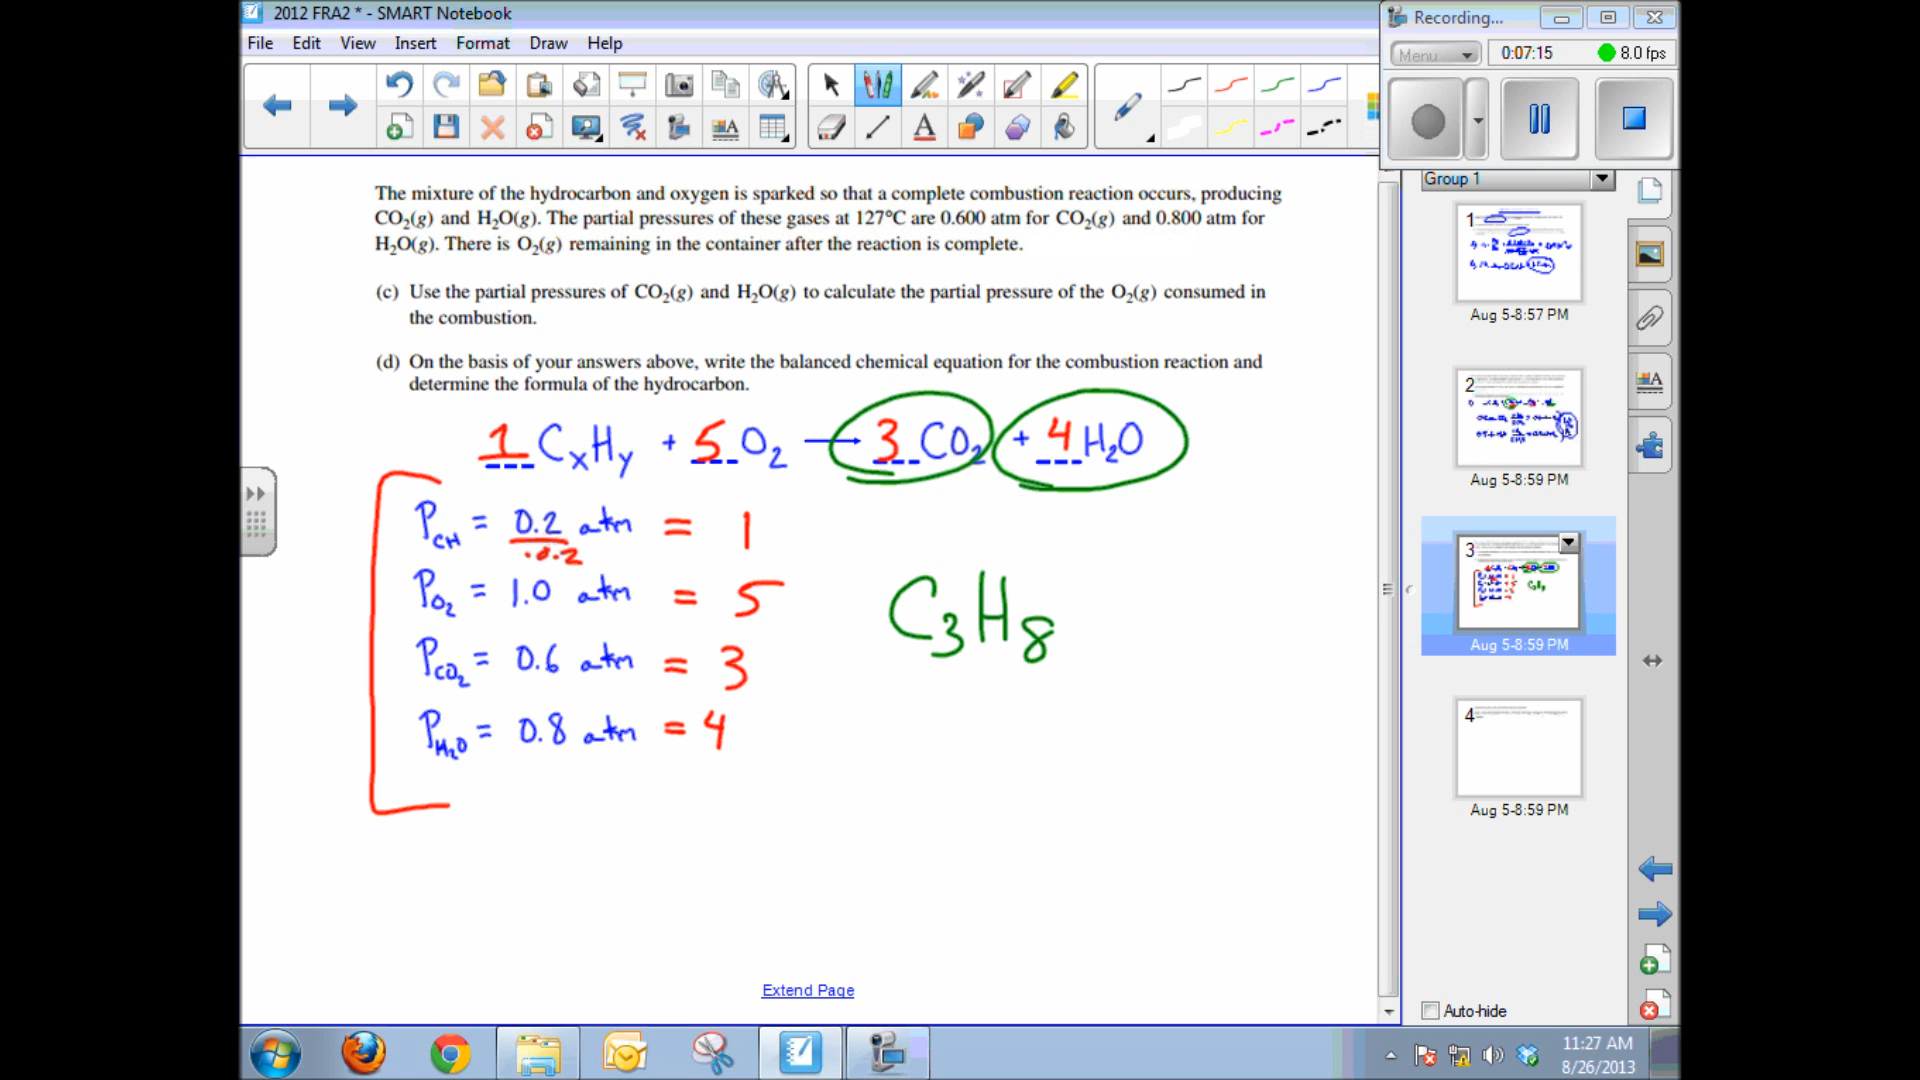 2012 FRA2 * - SMART Notebook
File Edit View Insert Format Draw Help
Recording...
Menu 0:07:15 8.0 fps
The mixture of the hydrocarbon and oxygen is sparked so that a complete combustion reaction occurs, producing
CO₂(g) and H₂O(g). The partial pressures of these gases at 127°C are 0.600 atm for CO₂(g) and 0.800 atm for
H₂O(g). There is O₂(g) remaining in the container after the reaction is complete.
(c) Use the partial pressures of CO₂(g) and H₂O(g) to calculate the partial pressure of the O₂(g) consumed in
the combustion.
(d) On the basis of your answers above, write the balanced chemical equation for the combustion reaction and
determine the formula of the hydrocarbon.
1 CxHy + 5 O₂ → 3 CO₂ + 4 H₂O
P_CH = 0.2 atm = 1
0.2
P_O₂ = 1.0 atm = 5
P_CO₂ = 0.6 atm = 3
P_H₂O = 0.8 atm = 4
C₃H₈
Extend Page
Group 1
1
Aug 5-8:57 PM
2
Aug 5-8:59 PM
3
Aug 5-8:59 PM
4
Aug 5-8:59 PM
Auto-hide
11:27 AM
8/26/2013